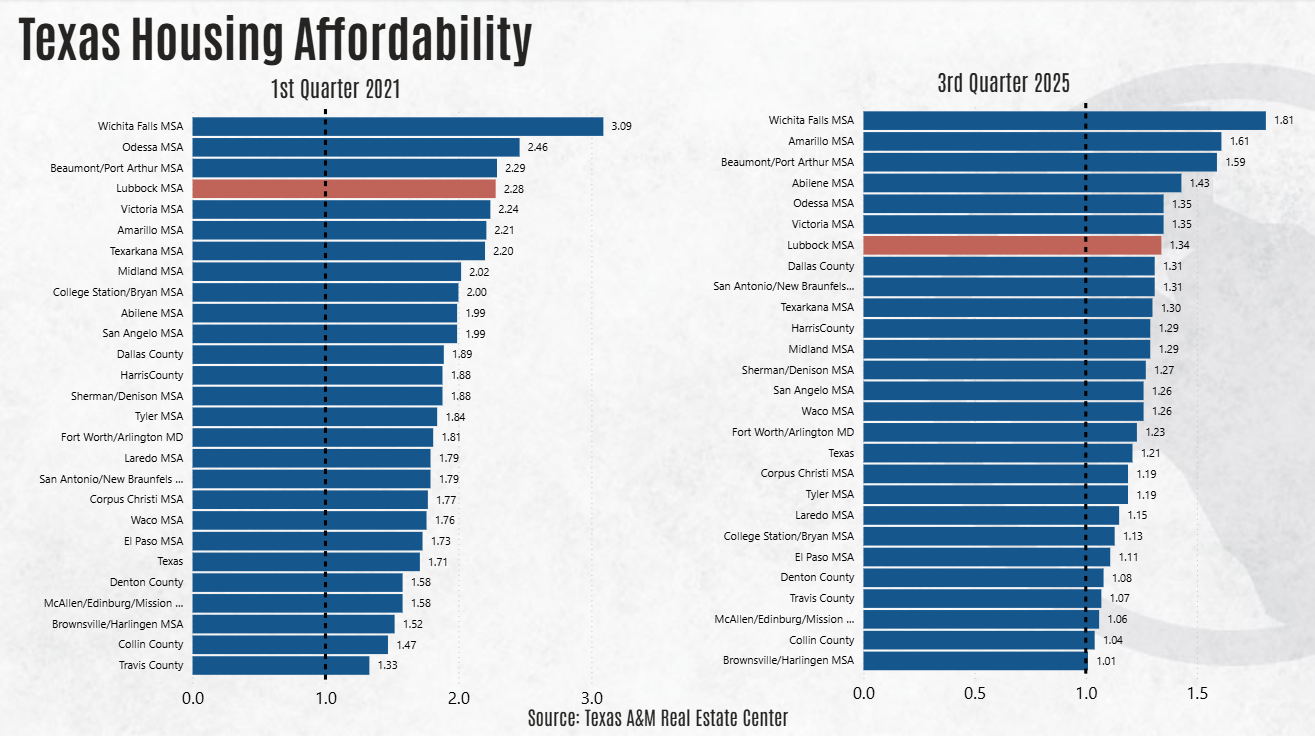 Texas Housing Affordability
1st Quarter 2021
Wichita Falls MSA 3.09
Odessa MSA 2.46
Beaumont/Port Arthur MSA 2.29
Lubbock MSA 2.28
Victoria MSA 2.24
Amarillo MSA 2.21
Texarkana MSA 2.20
Midland MSA 2.02
College Station/Bryan MSA 2.00
Abilene MSA 1.99
San Angelo MSA 1.99
Dallas County 1.89
HarrisCounty 1.88
Sherman/Denison MSA 1.88
Tyler MSA 1.84
Fort Worth/Arlington MD 1.81
Laredo MSA 1.79
San Antonio/New Braunfels ... 1.79
Corpus Christi MSA 1.77
Waco MSA 1.76
El Paso MSA 1.73
Texas 1.71
Denton County 1.58
McAllen/Edinburg/Mission ... 1.58
Brownsville/Harlingen MSA 1.52
Collin County 1.47
Travis County 1.33
0.0 1.0 2.0 3.0
3rd Quarter 2025
Wichita Falls MSA 1.81
Amarillo MSA 1.61
Beaumont/Port Arthur MSA 1.59
Abilene MSA 1.43
Odessa MSA 1.35
Victoria MSA 1.35
Lubbock MSA 1.34
Dallas County 1.31
San Antonio/New Braunfels... 1.31
Texarkana MSA 1.30
HarrisCounty 1.29
Midland MSA 1.29
Sherman/Denison MSA 1.27
San Angelo MSA 1.26
Waco MSA 1.26
Fort Worth/Arlington MD 1.23
Texas 1.21
Corpus Christi MSA 1.19
Tyler MSA 1.19
Laredo MSA 1.15
College Station/Bryan MSA 1.13
El Paso MSA 1.11
Denton County 1.08
Travis County 1.07
McAllen/Edinburg/Mission ... 1.06
Collin County 1.04
Brownsville/Harlingen MSA 1.01
0.0 0.5 1.0 1.5
Source: Texas A&M Real Estate Center